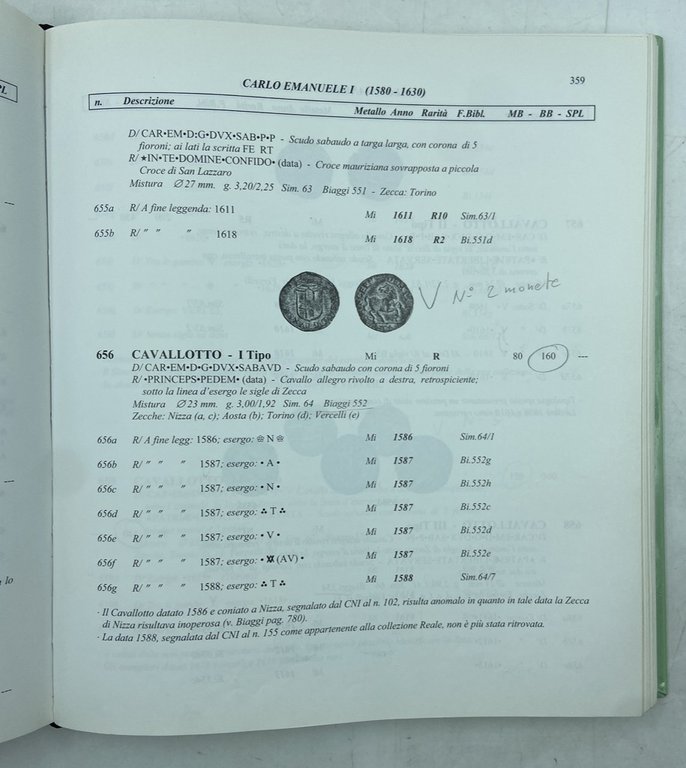 359
CARLO EMANUELE I (1580 - 1630)
n. Descrizione Metallo Anno Rarità F.Bibl. MB - BB - SPL
D/ CAR•EM•D•G•DVX•SAB•P•P - Scudo sabaudo a targa larga, con corona di 5
fioroni; ai lati la scritta FE RT
R/ ★IN•TE•DOMINE•CONFIDO• (data) - Croce mauriziana sovrapposta a piccola
Croce di San Lazzaro
Mistura ∅ 27 mm. g. 3,20/2,25 Sim. 63 Biaggi 551 - Zecca: Torino
655a R/ A fine leggenda: 1611 Mi 1611 R10 Sim.63/1
655b R/ " " " 1618 Mi 1618 R2 Bi.551d
V N° 2 monete
656 CAVALLOTTO - I Tipo Mi R 80 160 ---
D/ CAR•EM•D•G•DVX•SABAVD - Scudo sabaudo con corona di 5 fioroni
R/ •PRINCEPS•PEDEM• (data) - Cavallo allegro rivolto a destra, retrospiciente;
sotto la linea d'esergo le sigle di Zecca
Mistura ∅ 23 mm. g. 3,00/1,92 Sim. 64 Biaggi 552
Zecche: Nizza (a, c); Aosta (b); Torino (d); Vercelli (e)
656a R/ A fine legg: 1586; esergo: ❀ N ❀ Mi 1586 Sim.64/1
656b R/ " " " 1587; esergo: • A • Mi 1587 Bi.552g
656c R/ " " " 1587; esergo: • N • Mi 1587 Bi.552h
656d R/ " " " 1587; esergo: ∴ T ∴ Mi 1587 Bi.552c
656e R/ " " " 1587; esergo: • V • Mi 1587 Bi.552d
656f R/ " " " 1587; esergo: • (AV) • Mi 1587 Bi.552e
656g R/ " " " 1588; esergo: ∴ T ∴ Mi 1588 Sim.64/7
· Il Cavallotto datato 1586 e coniato a Nizza, segnalato dal CNI al n. 102, risulta anomalo in quanto in tale data la Zecca
di Nizza risultava inoperosa (v. Biaggi pag. 780).
· La data 1588, segnalata dal CNI al n. 155 come appartenente alla collezione Reale, non è più stata ritrovata.